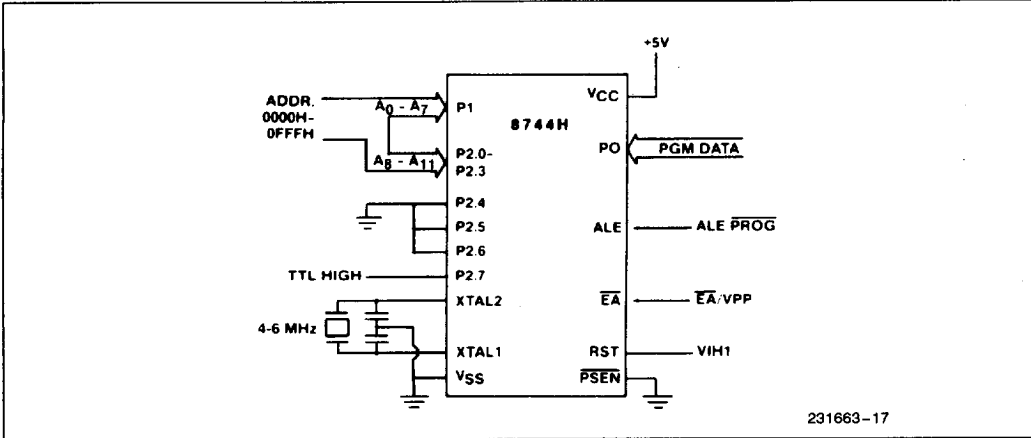 +5V
ADDR.
0000H-
0FFFH
A0 - A7
P1
VCC
8744H
A8 - A11
P2.0-
P2.3
PO
PGM DATA
P2.4
P2.5
P2.6
ALE
ALE PROG
TTL HIGH
P2.7
XTAL2
EA
EA/VPP
4-6 MHz
XTAL1
RST
VIH1
VSS
PSEN
231663-17